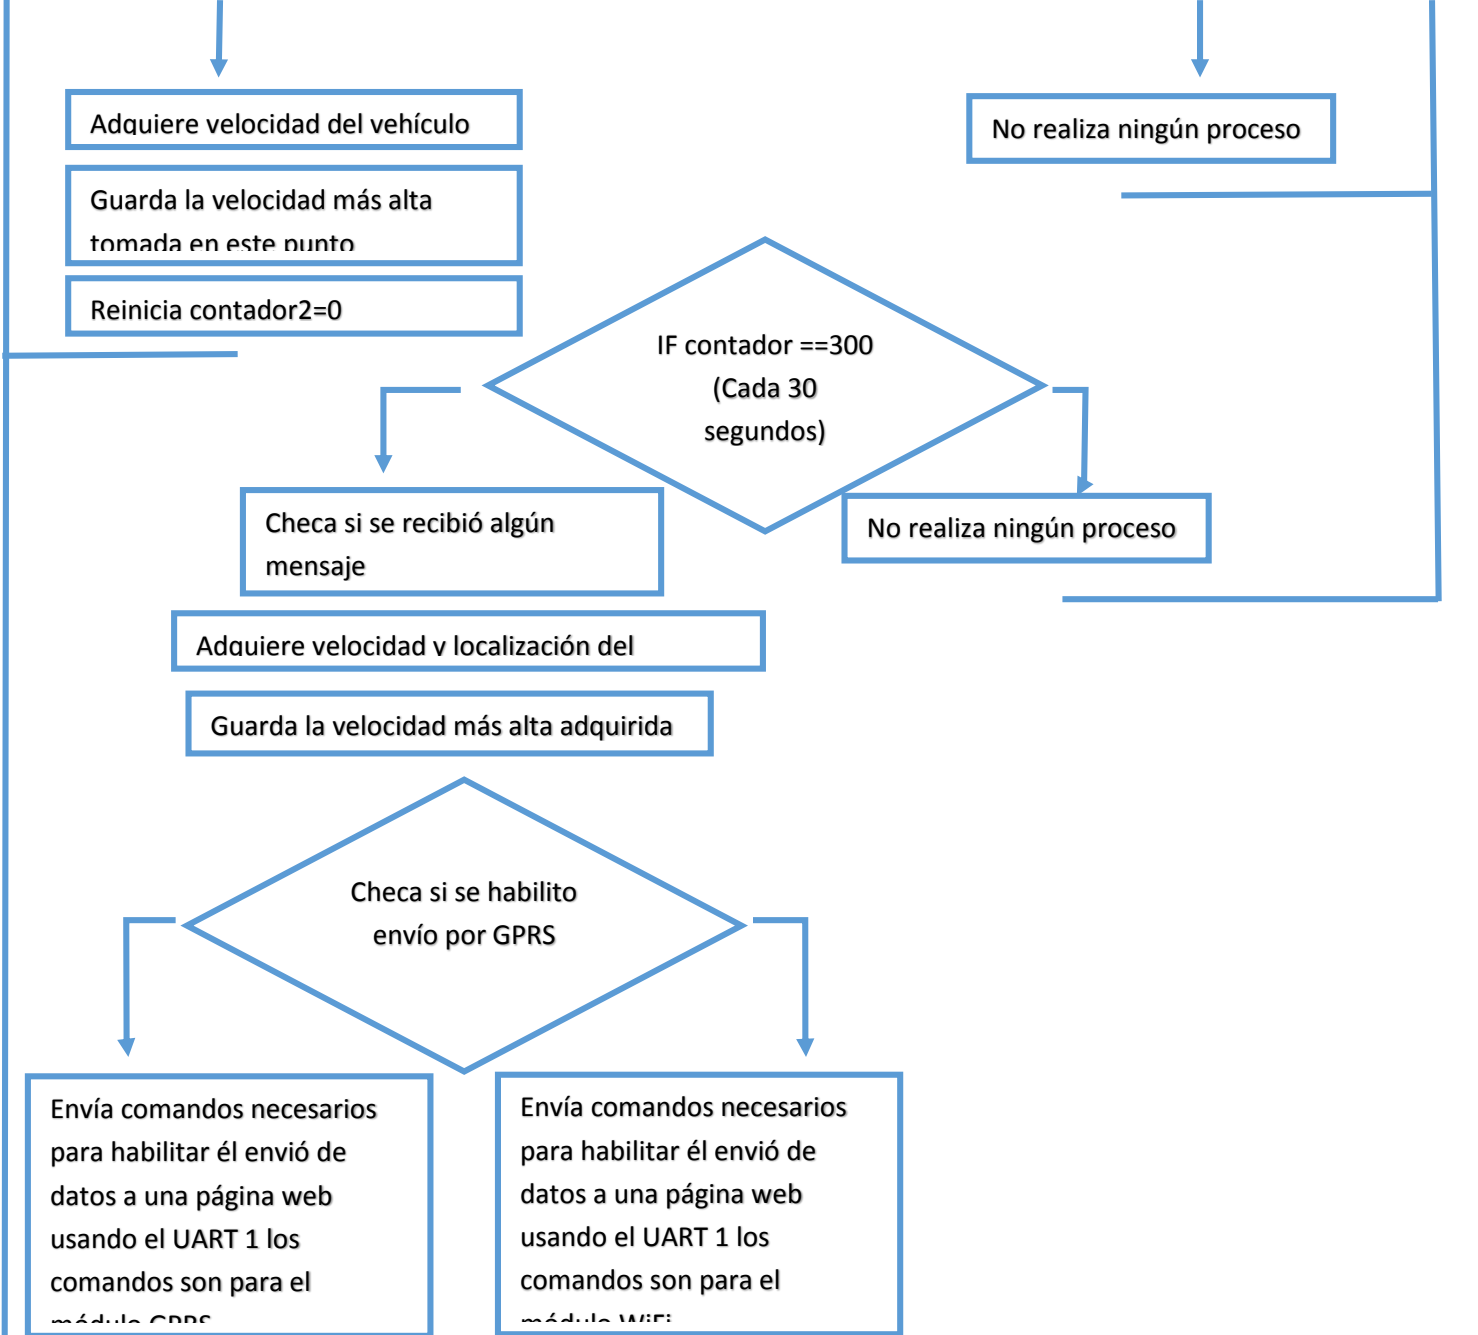 Adquiere velocidad del vehículo
No realiza ningún proceso
Guarda la velocidad más alta
tomada en este punto
Reinicia contador2=0
IF contador ==300
(Cada 30
segundos)
Checa si se recibió algún
mensaje
No realiza ningún proceso
Adquiere velocidad y localización del
Guarda la velocidad más alta adquirida
Checa si se habilito
envío por GPRS
Envía comandos necesarios
para habilitar él envió de
datos a una página web
usando el UART 1 los
comandos son para el
módulo GPRS
Envía comandos necesarios
para habilitar él envió de
datos a una página web
usando el UART 1 los
comandos son para el
módulo WiFi